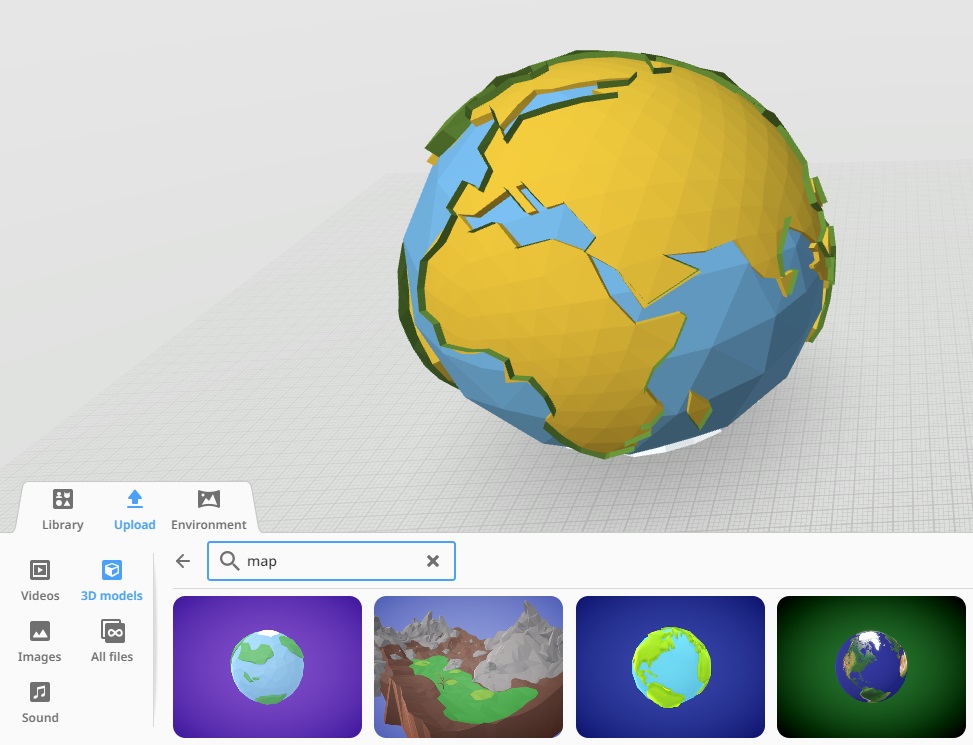 Library
Upload
Environment
Videos
3D models
map
Images
All files
Sound